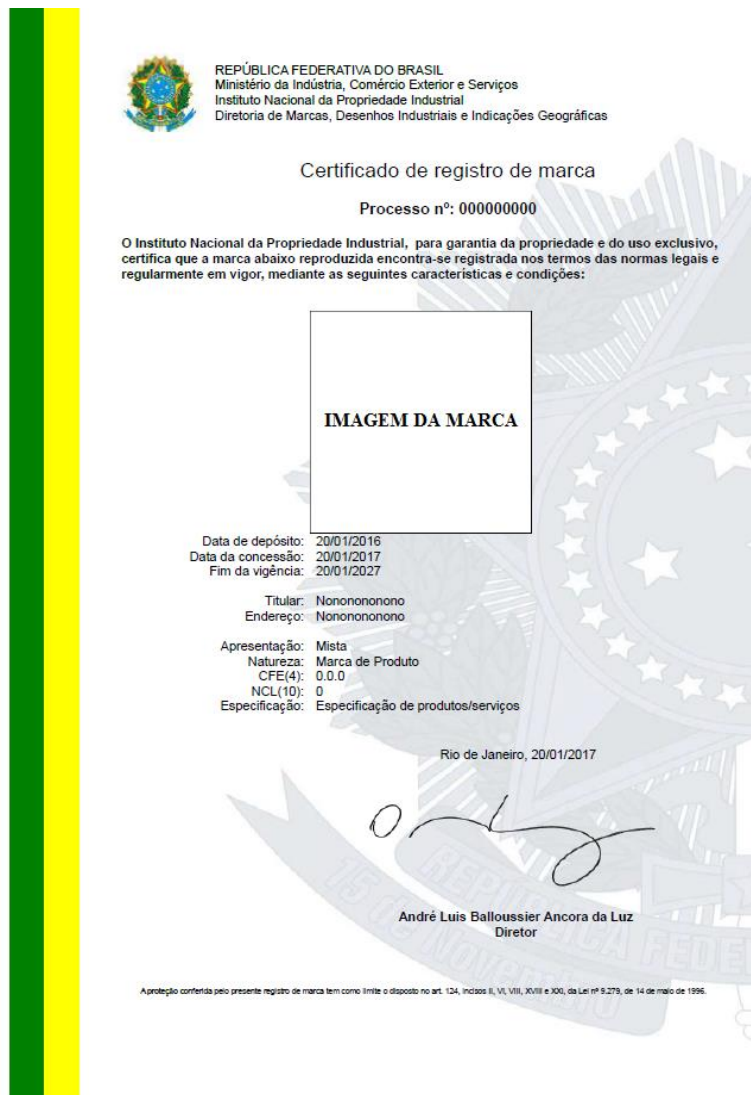 REPÚBLICA FEDERATIVA DO BRASIL
Ministério da Indústria, Comércio Exterior e Serviços
Instituto Nacional da Propriedade Industrial
Diretoria de Marcas, Desenhos Industriais e Indicações Geográficas
Certificado de registro de marca
Processo nº: 000000000
O Instituto Nacional da Propriedade Industrial, para garantia da propriedade e do uso exclusivo,
certifica que a marca abaixo reproduzida encontra-se registrada nos termos das normas legais e
regularmente em vigor, mediante as seguintes características e condições:
IMAGEM DA MARCA
Data de depósito: 20/01/2016
Data da concessão: 20/01/2017
Fim da vigência: 20/01/2027
Titular: Nonononono​no
Endereço: Nonononono​no
Apresentação: Mista
Natureza: Marca de Produto
CFE(4): 0.0.0
NCL(10): 0
Especificação: Especificação de produtos/serviços
Rio de Janeiro, 20/01/2017
André Luis Balloussier Ancora da Luz
Diretor
REPÚBLICA FEDE
15 de Novembro
A proteção conferida pelo presente registro de marca tem como limite o disposto no art. 124, incisos II, VI, VIII, XVIII e XXI, da Lei nº 9.279, de 14 de maio de 1996.